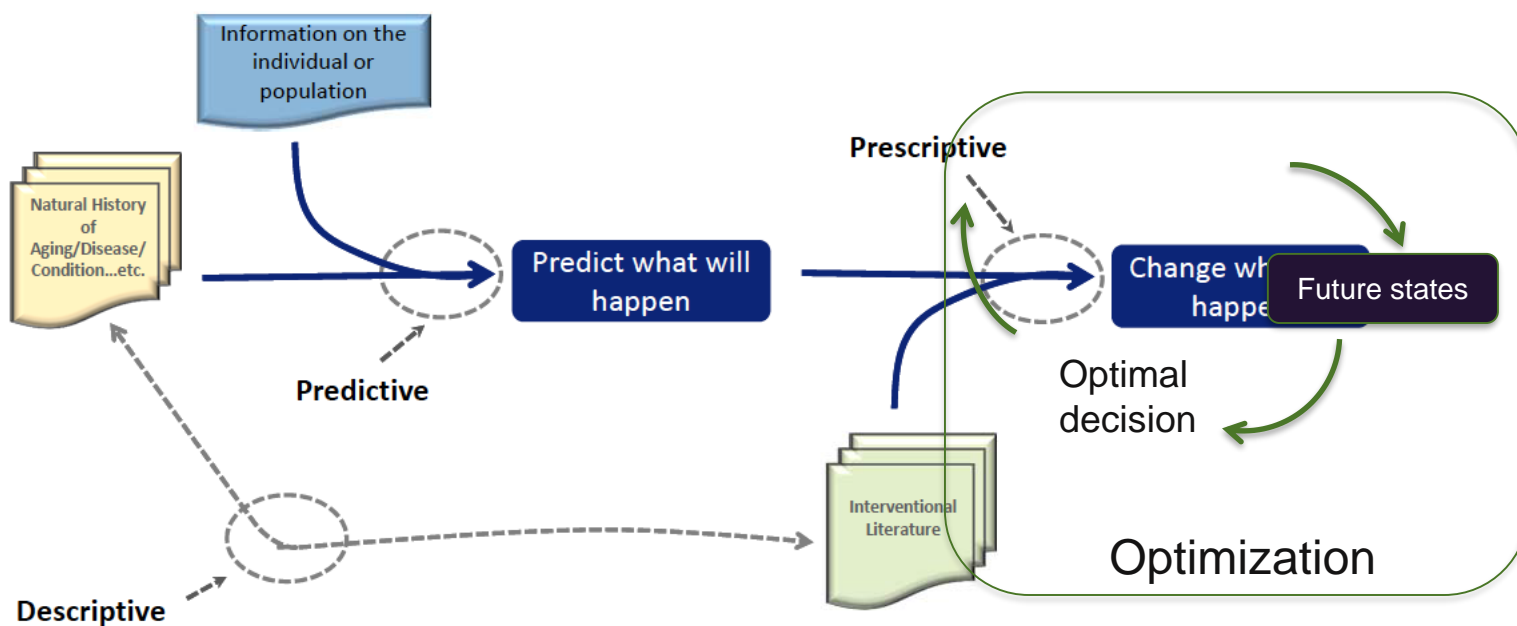 Information on the
individual or
population
Prescriptive
Natural History
of
Aging/Disease/
Condition...etc.
Predict what will
happen
Change wh
happe
Future states
Predictive
Optimal
decision
Interventional
Literature
Optimization
Descriptive